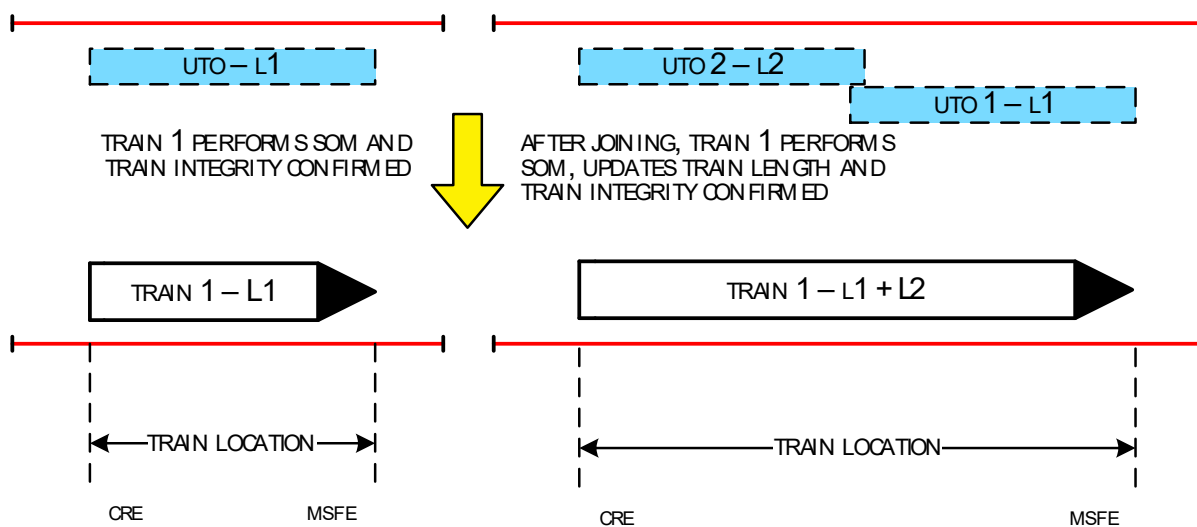 UTO – L1
UTO 2 – L2
UTO 1 – L1
TRAIN 1 PERFORMS SOM AND
TRAIN INTEGRITY CONFIRMED
AFTER JOINING, TRAIN 1 PERFORMS
SOM, UPDATES TRAIN LENGTH AND
TRAIN INTEGRITY CONFIRMED
TRAIN 1 – L1
TRAIN 1 – L1 + L2
TRAIN LOCATION
TRAIN LOCATION
CRE
MSFE
CRE
MSFE